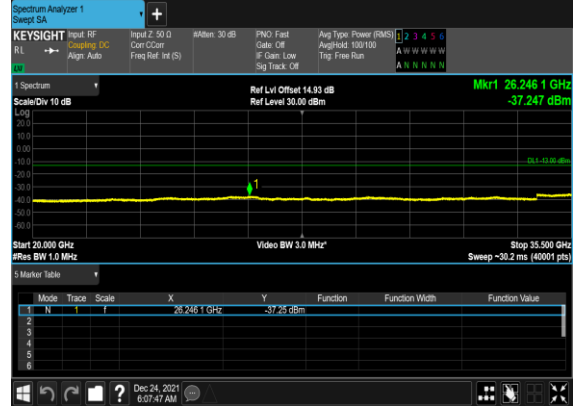 Spectrum Analyzer 1
Swept SA
+
KEYSIGHT Input: RF Input Z: 50 Ω #Atten: 30 dB PNO: Fast Avg Type: Power (RMS) 1 2 3 4 5 6
RL Coupling: DC Corr CCorr Gate: Off Avg|Hold: 100/100 A W W W W W
Align: Auto Freq Ref: Int (S) IF Gain: Low Trig: Free Run
Sig Track: Off A N N N N N
1 Spectrum Ref Lvl Offset 14.93 dB Mkr1 26.246 1 GHz
Scale/Div 10 dB Ref Level 30.00 dBm -37.247 dBm
Log
20.0
10.0
0.00
-10.0 DL1 -13.00 dBm
-20.0
-30.0 1
-40.0
-50.0
-60.0
Start 20.000 GHz Video BW 3.0 MHz* Stop 35.500 GHz
#Res BW 1.0 MHz Sweep ~30.2 ms (40001 pts)
5 Marker Table
Mode Trace Scale X Y Function Function Width Function Value
1 N 1 f 26.246 1 GHz -37.25 dBm
2
3
4
5
6
? Dec 24, 2021
6:07:47 AM